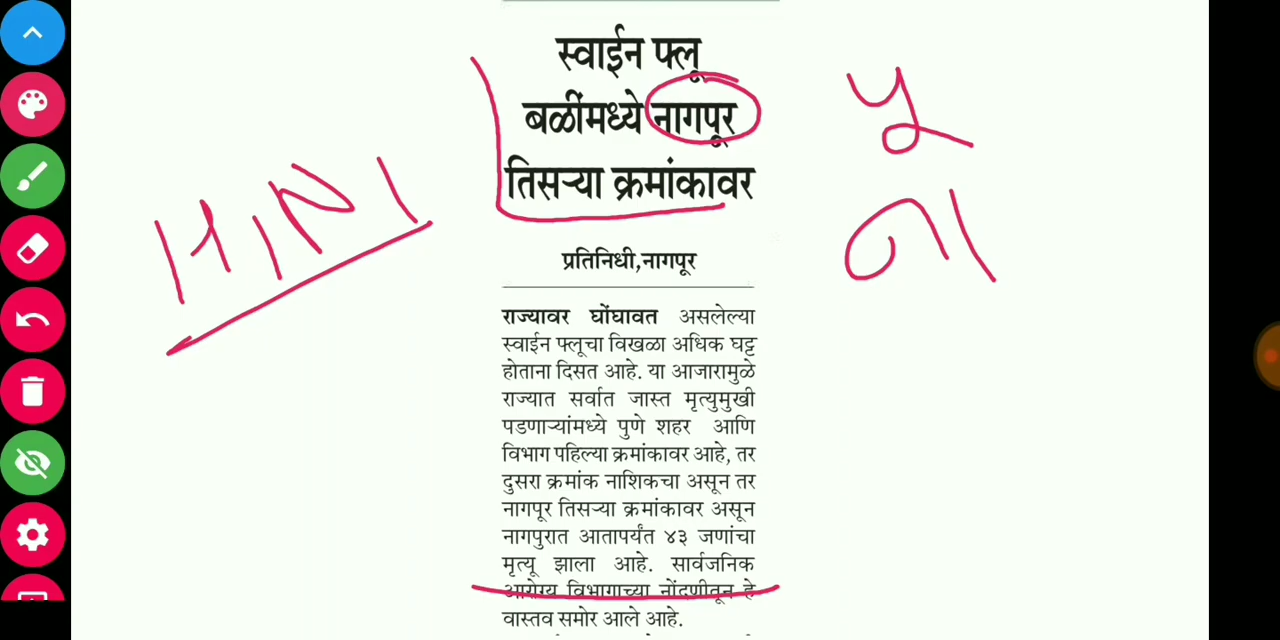 स्वाईन फ्लू
बळींमध्ये नागपूर
तिसऱ्या क्रमांकावर
प्रतिनिधी,नागपूर
राज्यावर घोंघावत असलेल्या
स्वाईन फ्लूचा विखळा अधिक घट्ट
होताना दिसत आहे. या आजारामुळे
राज्यात सर्वात जास्त मृत्युमुखी
पडणाऱ्यांमध्ये पुणे शहर आणि
विभाग पहिल्या क्रमांकावर आहे, तर
दुसरा क्रमांक नाशिकचा असून तर
नागपूर तिसऱ्या क्रमांकावर असून
नागपुरात आतापर्यंत ४३ जणांचा
मृत्यू झाला आहे. सार्वजनिक
आरोग्य विभागाच्या नोंदणीतून हे
वास्तव समोर आले आहे.
H1N1
पु
ना